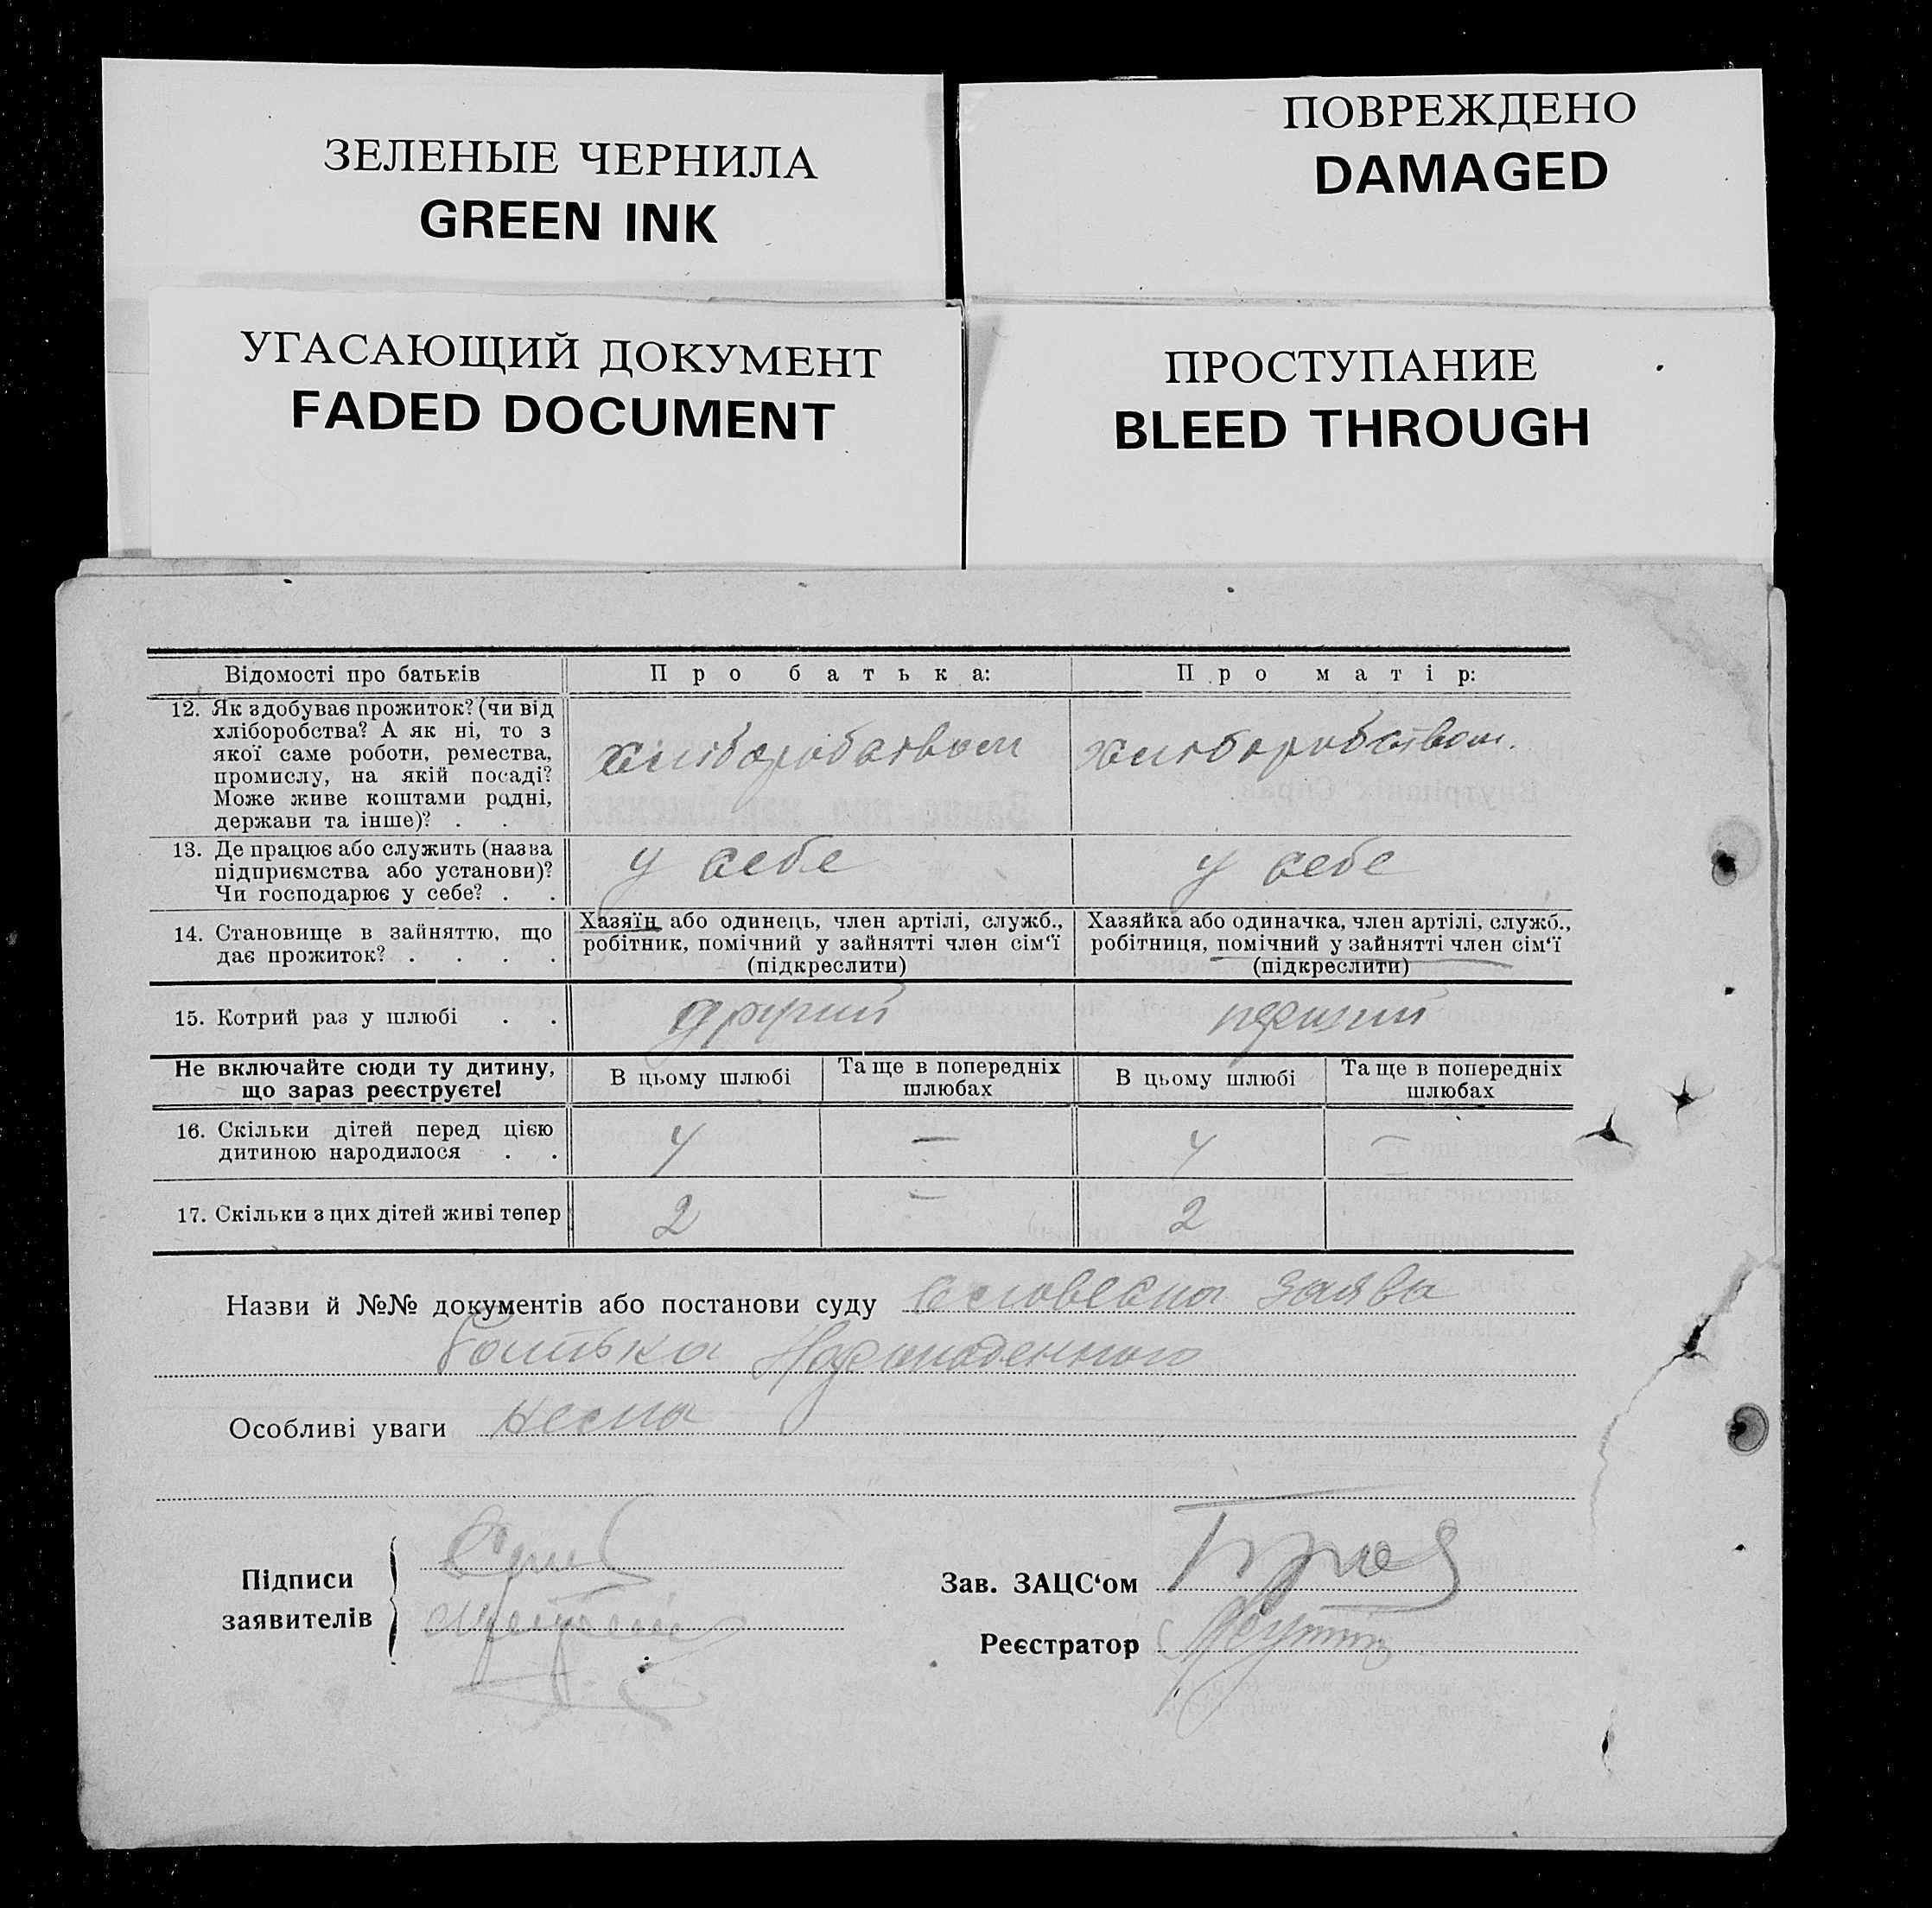 ЗЕЛЕНЫЕ ЧЕРНИЛА
GREEN INK
ПОВРЕЖДЕНО
DAMAGED
УГАСАЮЩИЙ ДОКУМЕНТ
FADED DOCUMENT
ПРОСТУПАНИЕ
BLEED THROUGH
Відомості про батьків
Про батька:
Про матір:
12. Як здобуває прожиток? (чи від
хліборобства? А як ні, то з
якої саме роботи, ремества,
промислу, на якій посаді?
Може живе коштами рідні,
держави та інше)? .
хліборобством
хліборобством.
13. Де працює або служить (назва
підприємства або установи)?
Чи господарює у себе? . .
у себе
у себе
14. Становище в зайняттю, що
дає прожиток? . . . .
Хазяїн або одинець, член артілі, служб.,
робітник, помічний у зайнятті член сім‘ї
(підкреслити)
Хазяйка або одиначка, член артілі, служб.,
робітниця, помічний у зайнятті член сім‘ї
(підкреслити)
15. Котрий раз у шлюбі . .
другий
перший
Не включайте сюди ту дитину,
що зараз реєструєте!
В цьому шлюбі
Та ще в попередніх
шлюбах
В цьому шлюбі
Та ще в попередніх
шлюбах
16. Скільки дітей перед цією
дитиною народилося . .
4
—
4
—
17. Скільки з цих дітей живі тепер
2
—
2
Назви й №№ документів або постанови суду словесна заява
батька
Особливі уваги нема
Підписи
заявителів
Зав. ЗАЦС‘ом
Реєстратор